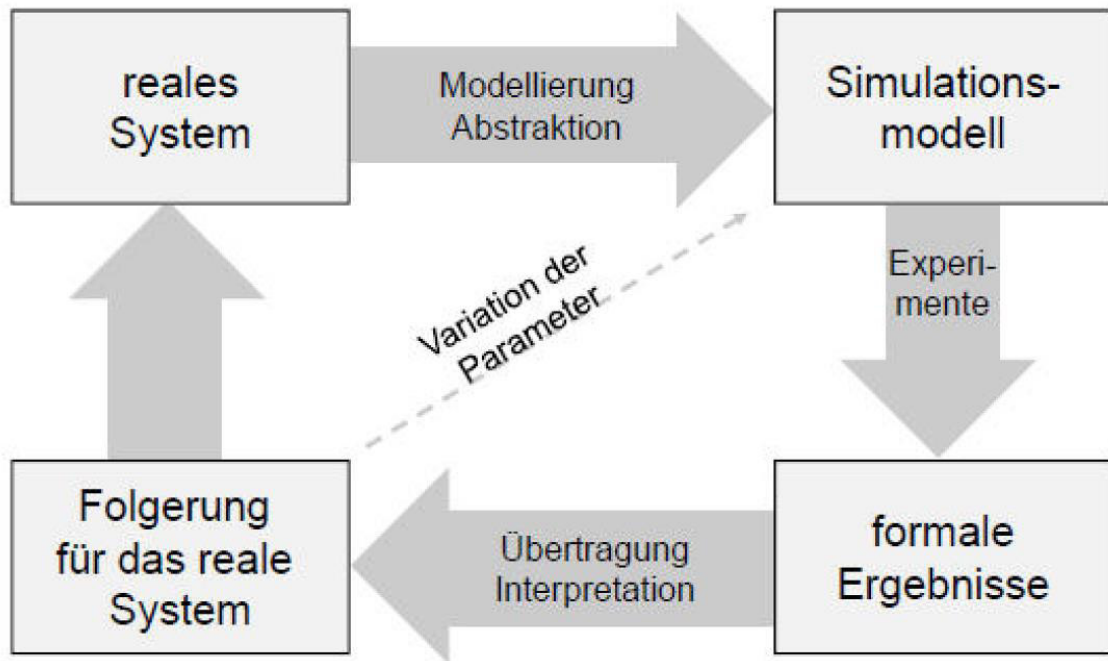 reales
System
Modellierung
Abstraktion
Simulations-
modell
Variation der
Parameter
Experi-
mente
Folgerung
für das reale
System
Übertragung
Interpretation
formale
Ergebnisse